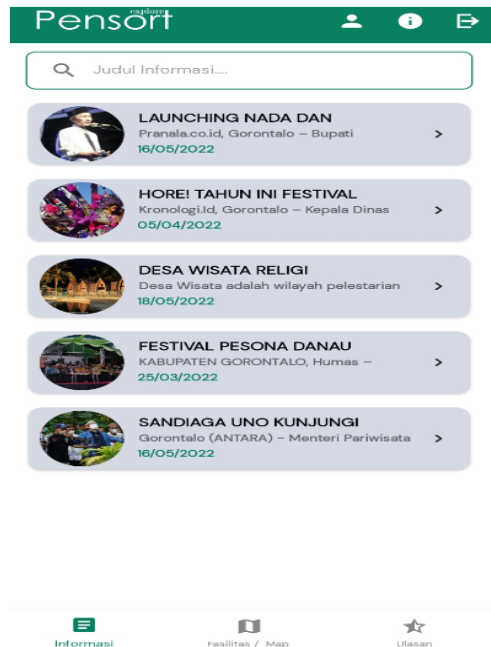 explore
Pensort
Judul Informasi....
LAUNCHING NADA DAN
Pranala.co.id, Gorontalo – Bupati
16/05/2022
HORE! TAHUN INI FESTIVAL
Kronologi.Id, Gorontalo – Kepala Dinas
05/04/2022
DESA WISATA RELIGI
Desa Wisata adalah wilayah pelestarian
18/05/2022
FESTIVAL PESONA DANAU
KABUPATEN GORONTALO, Humas –
25/03/2022
SANDIAGA UNO KUNJUNGI
Gorontalo (ANTARA) - Menteri Pariwisata
16/05/2022
Informasi
Fasilitas / Map
Ulasan